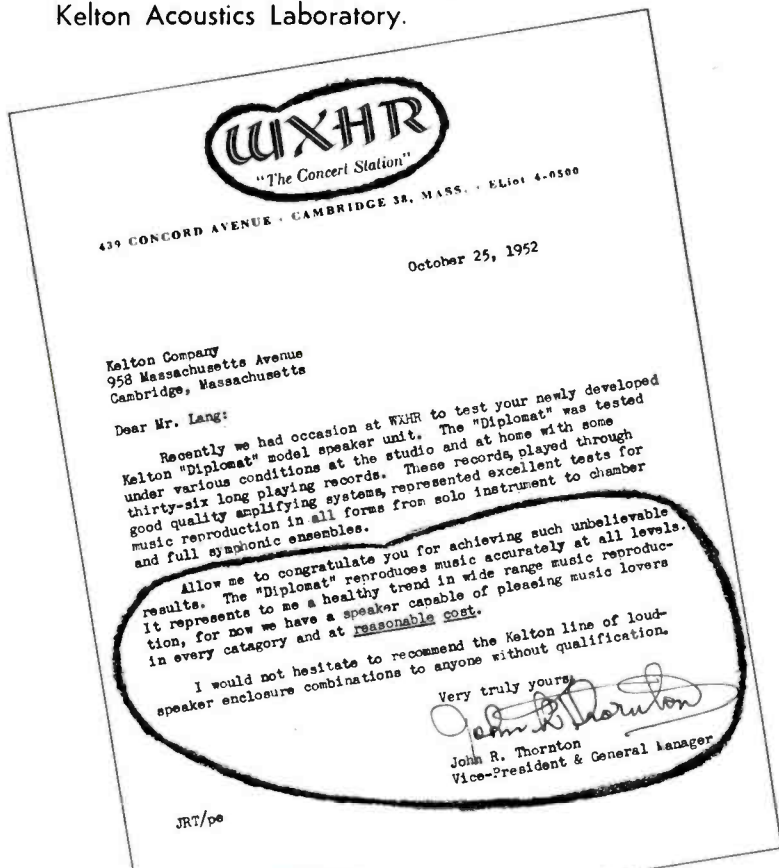 Kelton Acoustics Laboratory.
WXHR
"The Concert Station"
439 CONCORD AVENUE · CAMBRIDGE 38, MASS. · ELiot 4-0500
October 25, 1952
Kelton Company
958 Massachusetts Avenue
Cambridge, Massachusetts
Dear Mr. Lang:
Recently we had occasion at WXHR to test your newly developed
Kelton "Diplomat" model speaker unit. The "Diplomat" was tested
under various conditions at the studio and at home with some
thirty-six long playing records. These records, played through
good quality amplifying systems, represented excellent tests for
music reproduction in all forms from solo instrument to chamber
and full symphonic ensembles.
Allow me to congratulate you for achieving such unbelievable
results. The "Diplomat" reproduces music accurately at all levels.
It represents to me a healthy trend in wide range music reproduc-
tion, for now we have a speaker capable of pleasing music lovers
in every catagory and at reasonable cost.
I would not hesitate to recommend the Kelton line of loud-
speaker enclosure combinations to anyone without qualification.
Very truly yours,
John R Thornton
John R. Thornton
Vice-President & General Manager
JRT/pe